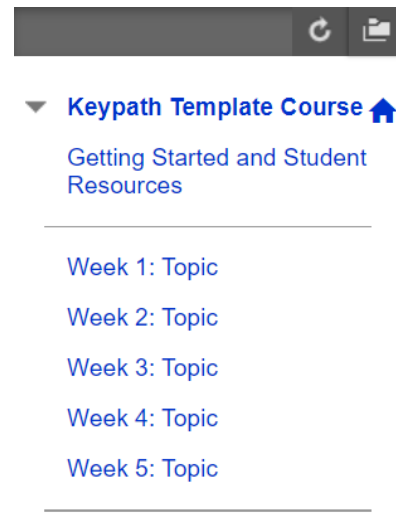 Keypath Template Course
Getting Started and Student
Resources
Week 1: Topic
Week 2: Topic
Week 3: Topic
Week 4: Topic
Week 5: Topic